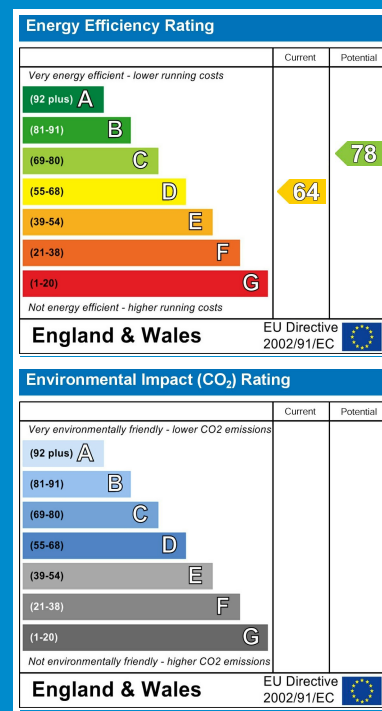 Energy Efficiency Rating
Current Potential
Very energy efficient - lower running costs
(92 plus) A
(81-91) B
(69-80) C
78
(55-68) D
64
(39-54) E
(21-38) F
(1-20) G
Not energy efficient - higher running costs
England & Wales
EU Directive
2002/91/EC
Environmental Impact (CO₂) Rating
Current Potential
Very environmentally friendly - lower CO2 emissions
(92 plus) A
(81-91) B
(69-80) C
(55-68) D
(39-54) E
(21-38) F
(1-20) G
Not environmentally friendly - higher CO2 emissions
England & Wales
EU Directive
2002/91/EC